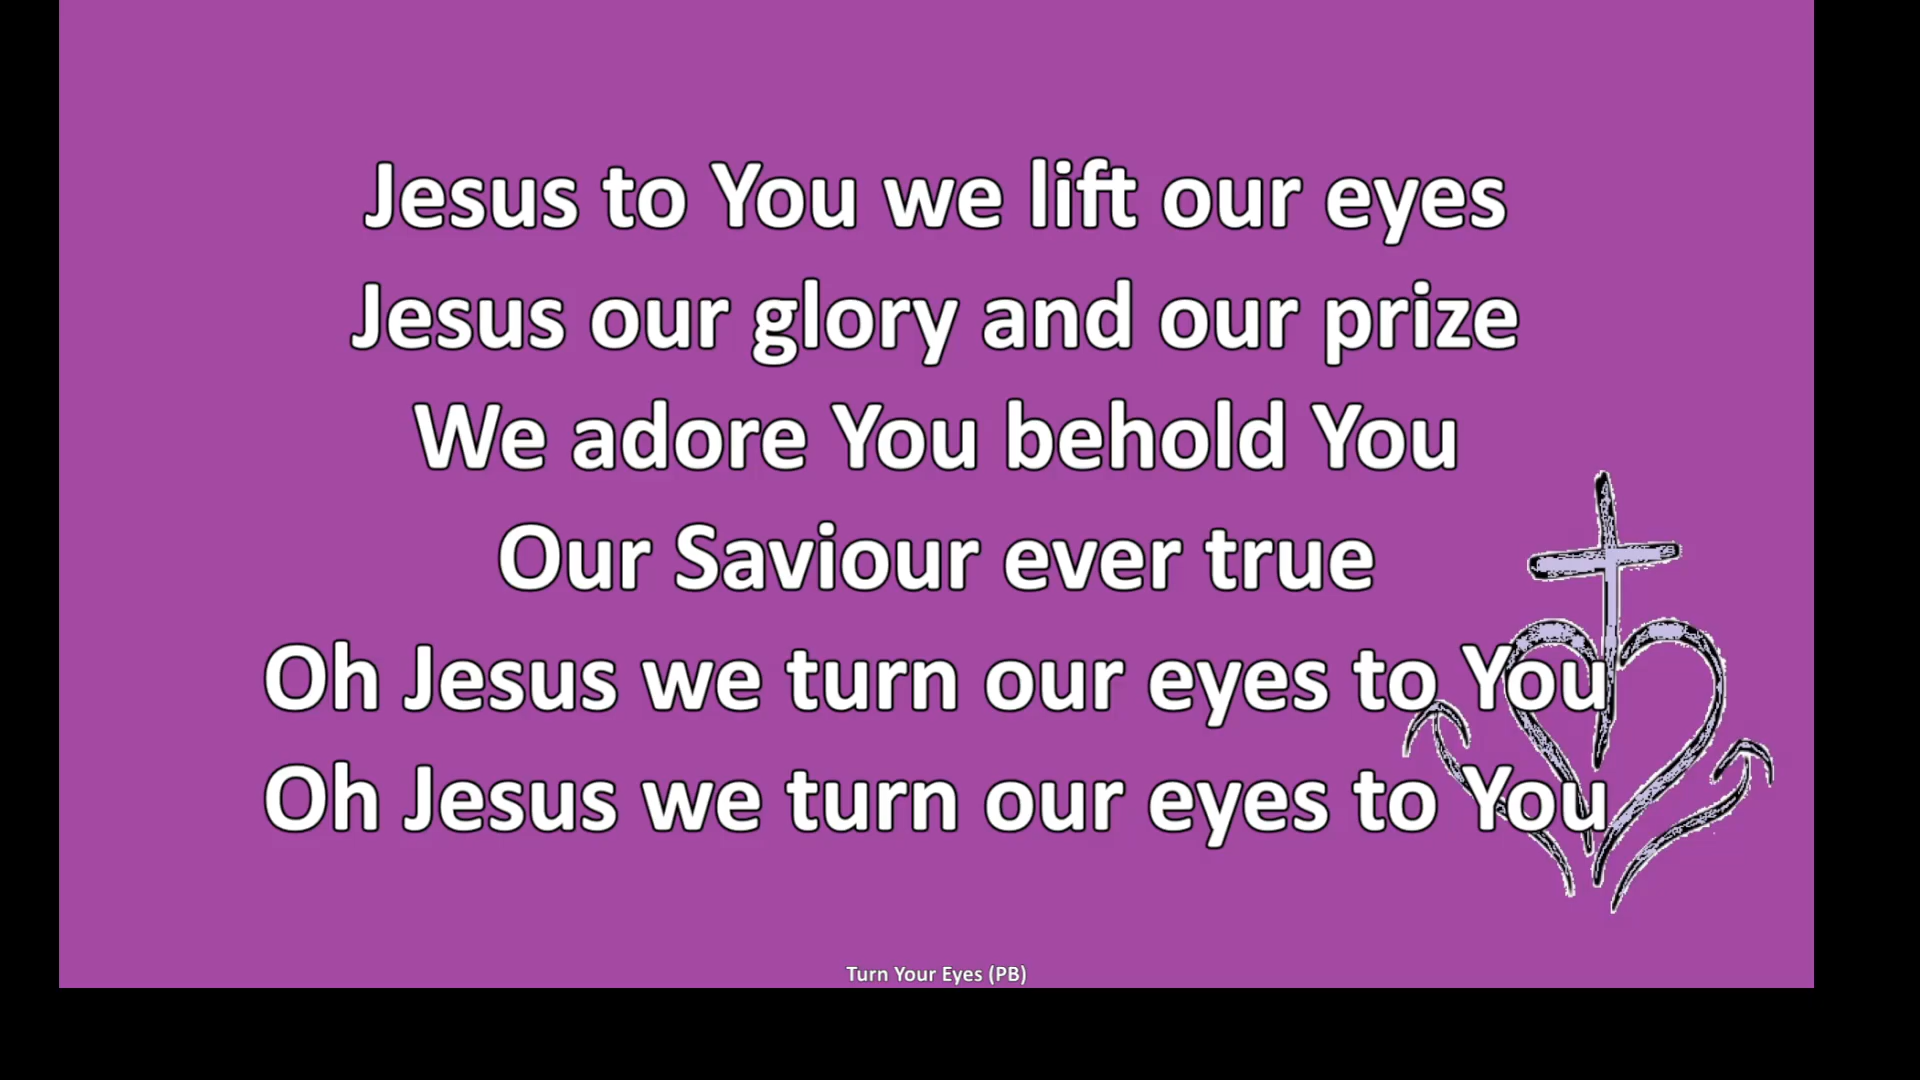 Jesus to You we lift our eyes
Jesus our glory and our prize
We adore You behold You
Our Saviour ever true
Oh Jesus we turn our eyes to You
Oh Jesus we turn our eyes to You
Turn Your Eyes (PB)